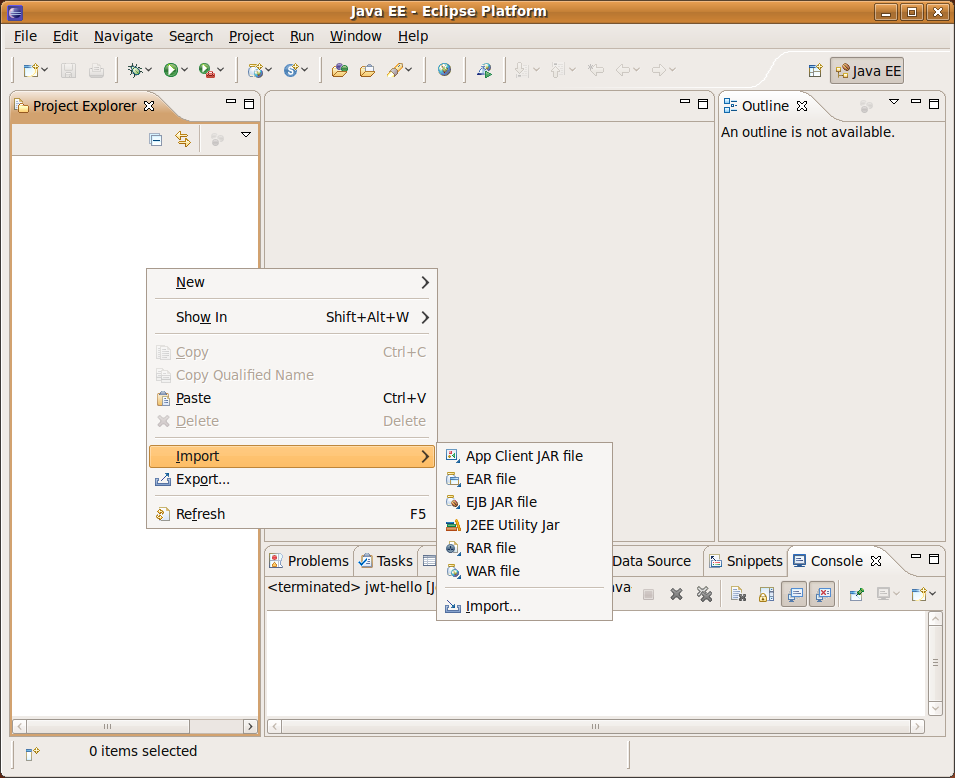 Java EE - Eclipse Platform
File Edit Navigate Search Project Run Window Help
Java EE
Project Explorer
Outline
An outline is not available.
New
Show In Shift+Alt+W
Copy Ctrl+C
Copy Qualified Name
Paste Ctrl+V
Delete Delete
Import
Export...
Refresh F5
App Client JAR file
EAR file
EJB JAR file
J2EE Utility Jar
RAR file
WAR file
Import...
Problems Tasks Data Source Snippets Console
<terminated> jwt-hello [J
0 items selected